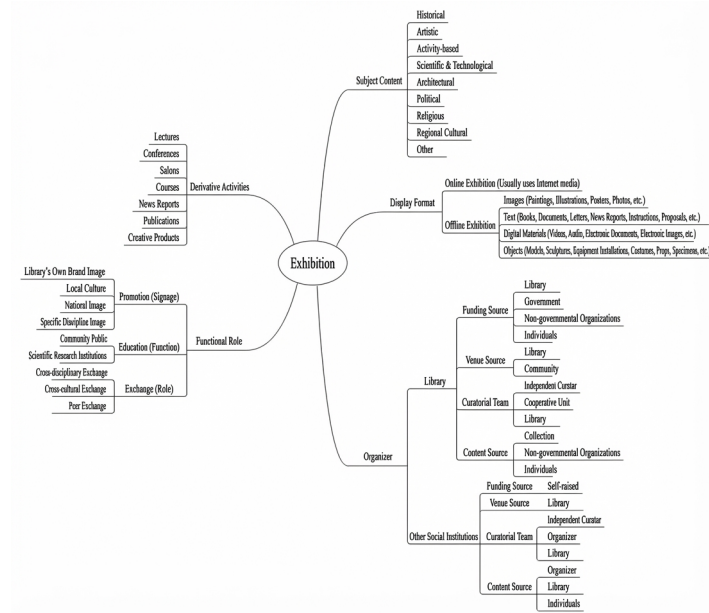 Exhibition
Subject Content
Historical
Artistic
Activity-based
Scientific & Technological
Architectural
Political
Religious
Regional Cultural
Other
Display Format
Online Exhibition (Usually uses Internet media)
Offline Exhibition
Images (Paintings, Illustrations, Posters, Photos, etc.)
Text (Books, Documents, Letters, News Reports, Instructions, Proposals, etc.)
Digital Materials (Videos, Audio, Electronic Documents, Electronic Images, etc.)
Objects (Models, Sculptures, Equipment Installations, Costumes, Props, Specimens, etc.)
Organizer
Library
Funding Source
Library
Government
Non-governmental Organizations
Individuals
Venue Source
Library
Community
Curatorial Team
Independent Curstar
Cooperative Unit
Library
Content Source
Collection
Non-governmental Organizations
Individuals
Other Social Institutions
Funding Source
Self-raised
Venue Source
Library
Curatorial Team
Independent Curatar
Organizer
Library
Content Source
Organizer
Library
Individuals
Derivative Activities
Lectures
Conferences
Salons
Courses
News Reports
Publications
Creative Products
Functional Role
Promotion (Signage)
Library's Own Brand Image
Local Culture
National Image
Specific Discipline Image
Education (Function)
Community Public
Scientific Research Institutions
Exchange (Role)
Cross-disciplinary Exchange
Cross-cultural Exchange
Peer Exchange